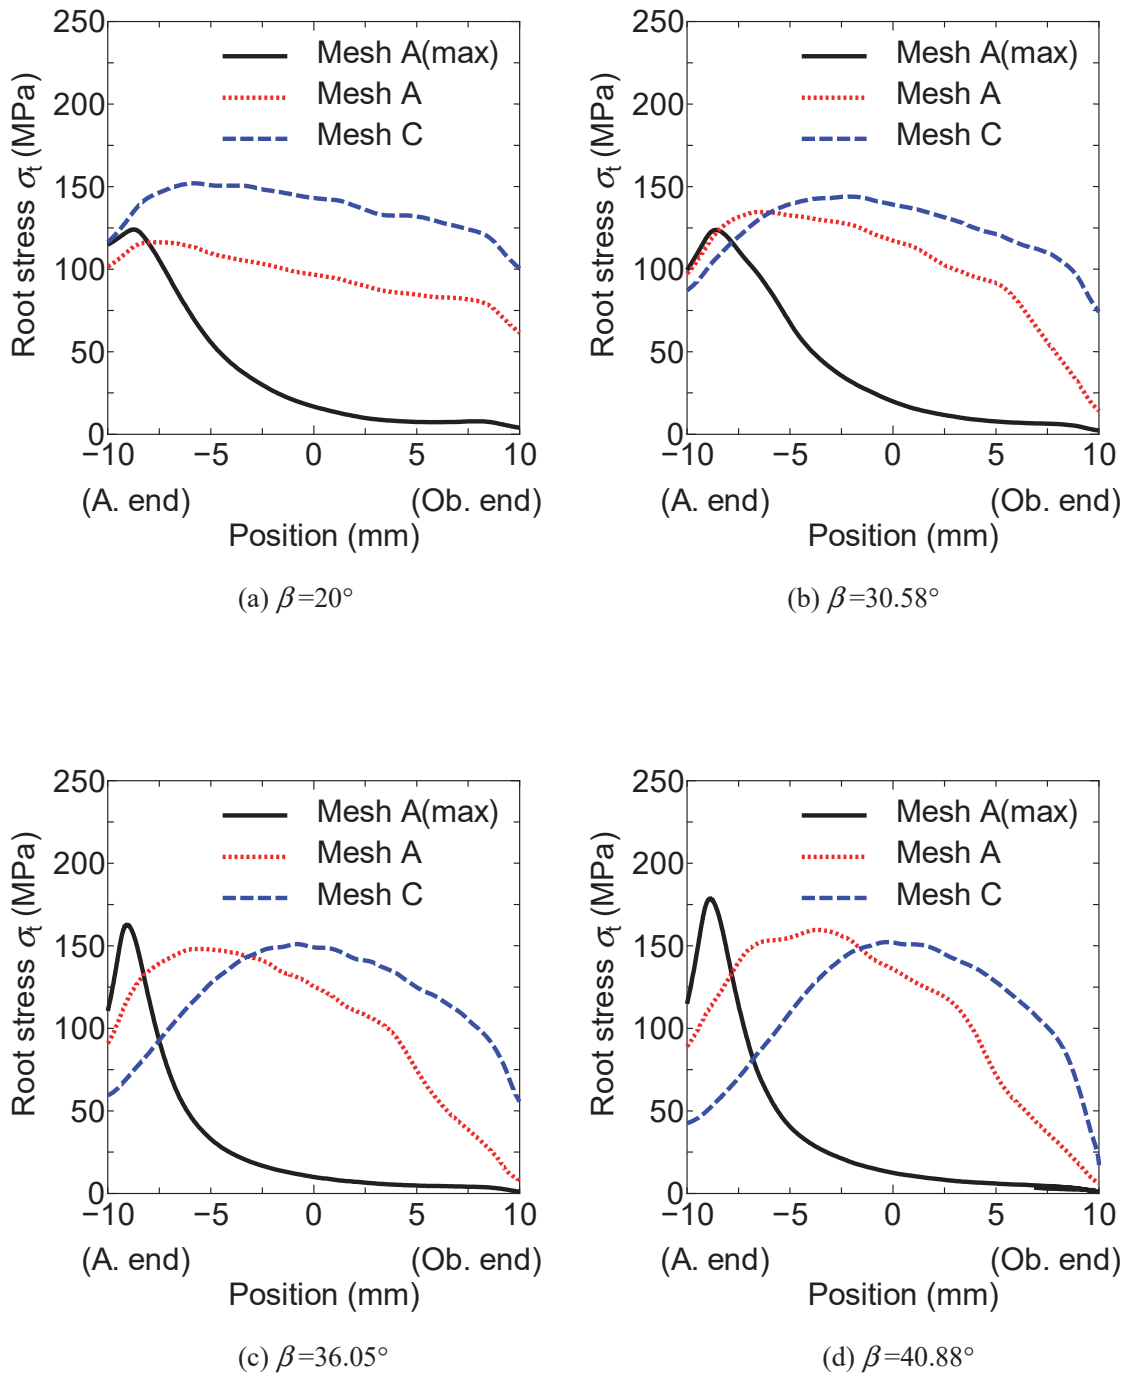 250
200
150
100
50
0
Root stress σt (MPa)
Mesh A(max)
Mesh A
Mesh C
−10 −5 0 5 10
(A. end) (Ob. end)
Position (mm)
(a) β=20°
250
200
150
100
50
0
Root stress σt (MPa)
Mesh A(max)
Mesh A
Mesh C
−10 −5 0 5 10
(A. end) (Ob. end)
Position (mm)
(b) β=30.58°
250
200
150
100
50
0
Root stress σt (MPa)
Mesh A(max)
Mesh A
Mesh C
−10 −5 0 5 10
(A. end) (Ob. end)
Position (mm)
(c) β=36.05°
250
200
150
100
50
0
Root stress σt (MPa)
Mesh A(max)
Mesh A
Mesh C
−10 −5 0 5 10
(A. end) (Ob. end)
Position (mm)
(d) β=40.88°